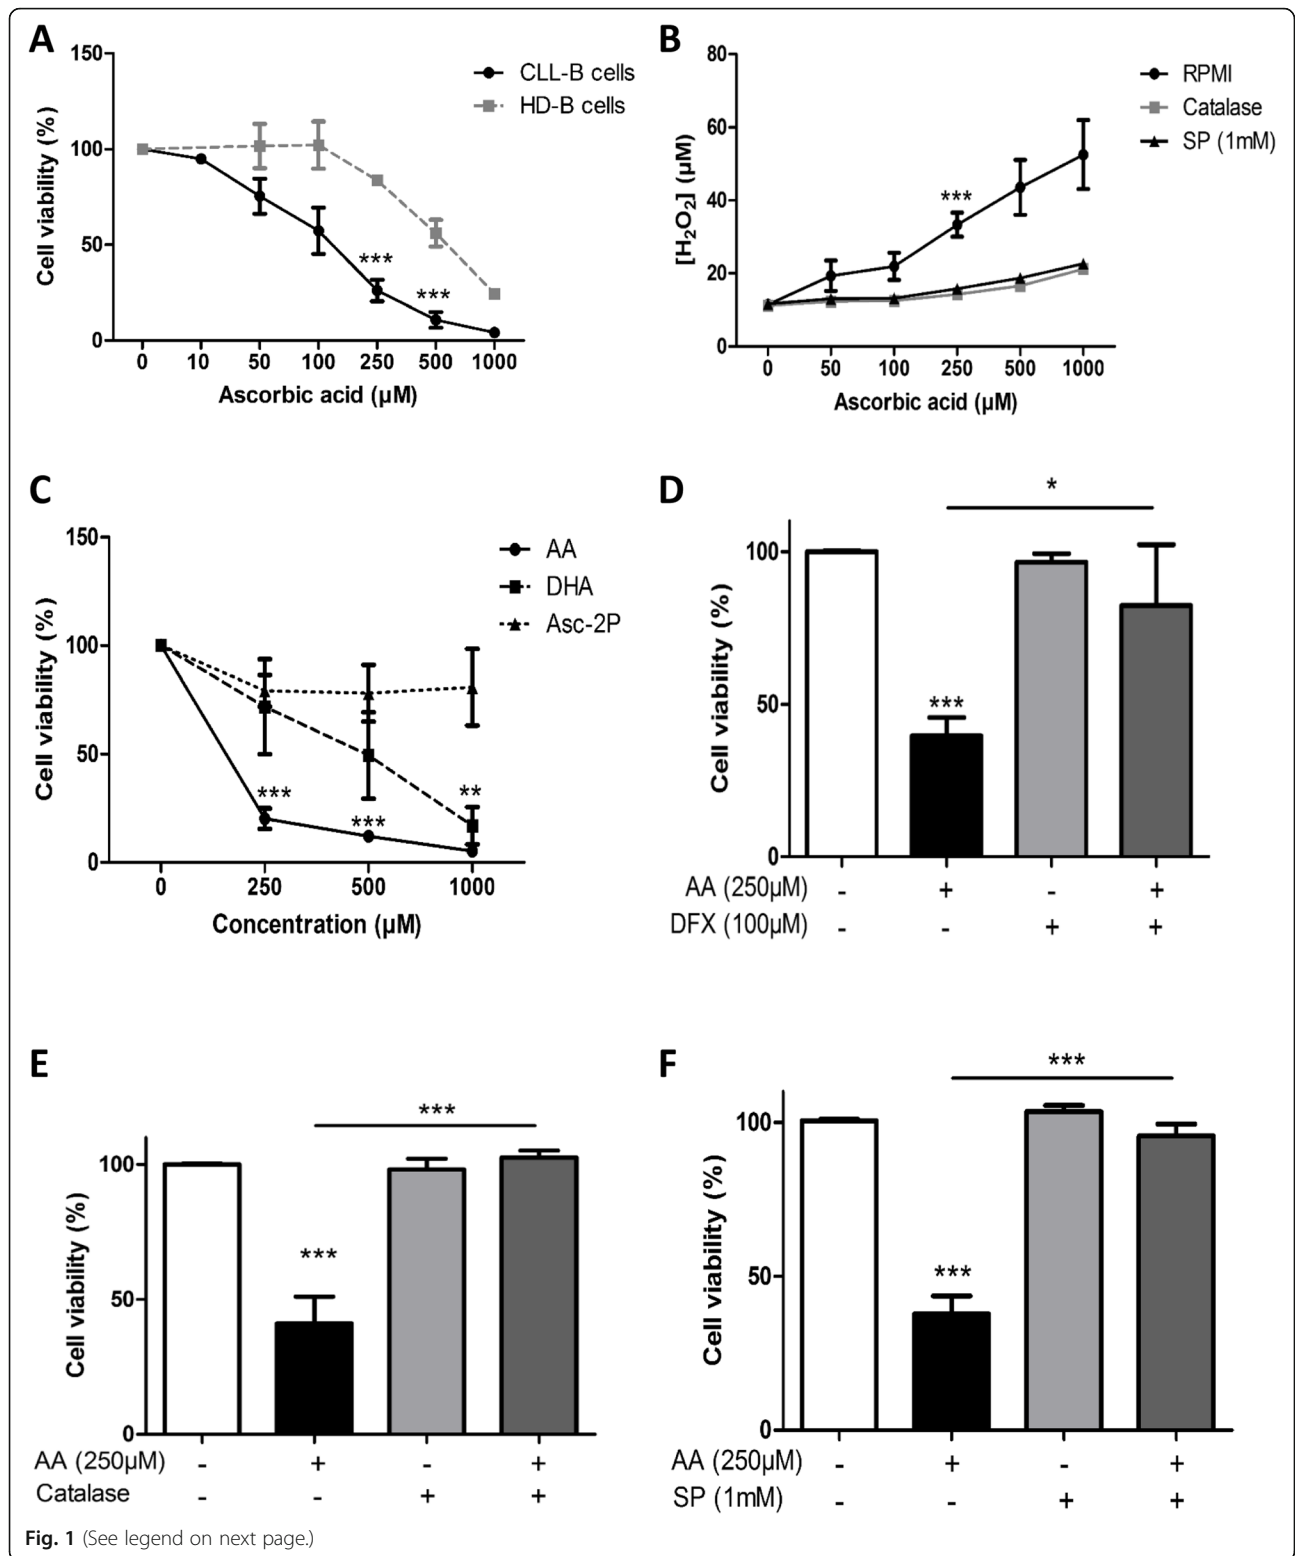 A
150
100
50
0
Cell viability (%)
CLL-B cells
HD-B cells
***
***
0 10 50 100 250 500 1000
Ascorbic acid (µM)
B
80
60
40
20
0
[H₂O₂] (µM)
RPMI
Catalase
SP (1mM)
***
0 50 100 250 500 1000
Ascorbic acid (µM)
C
150
100
50
0
Cell viability (%)
AA
DHA
Asc-2P
***
***
**
0 250 500 1000
Concentration (µM)
D
*
100
50
0
Cell viability (%)
***
AA (250µM) - + - +
DFX (100µM) - - + +
E
***
100
50
0
Cell viability (%)
***
AA (250µM) - + - +
Catalase - - + +
F
***
100
50
0
Cell viability (%)
***
AA (250µM) - + - +
SP (1mM) - - + +
Fig. 1 (See legend on next page.)